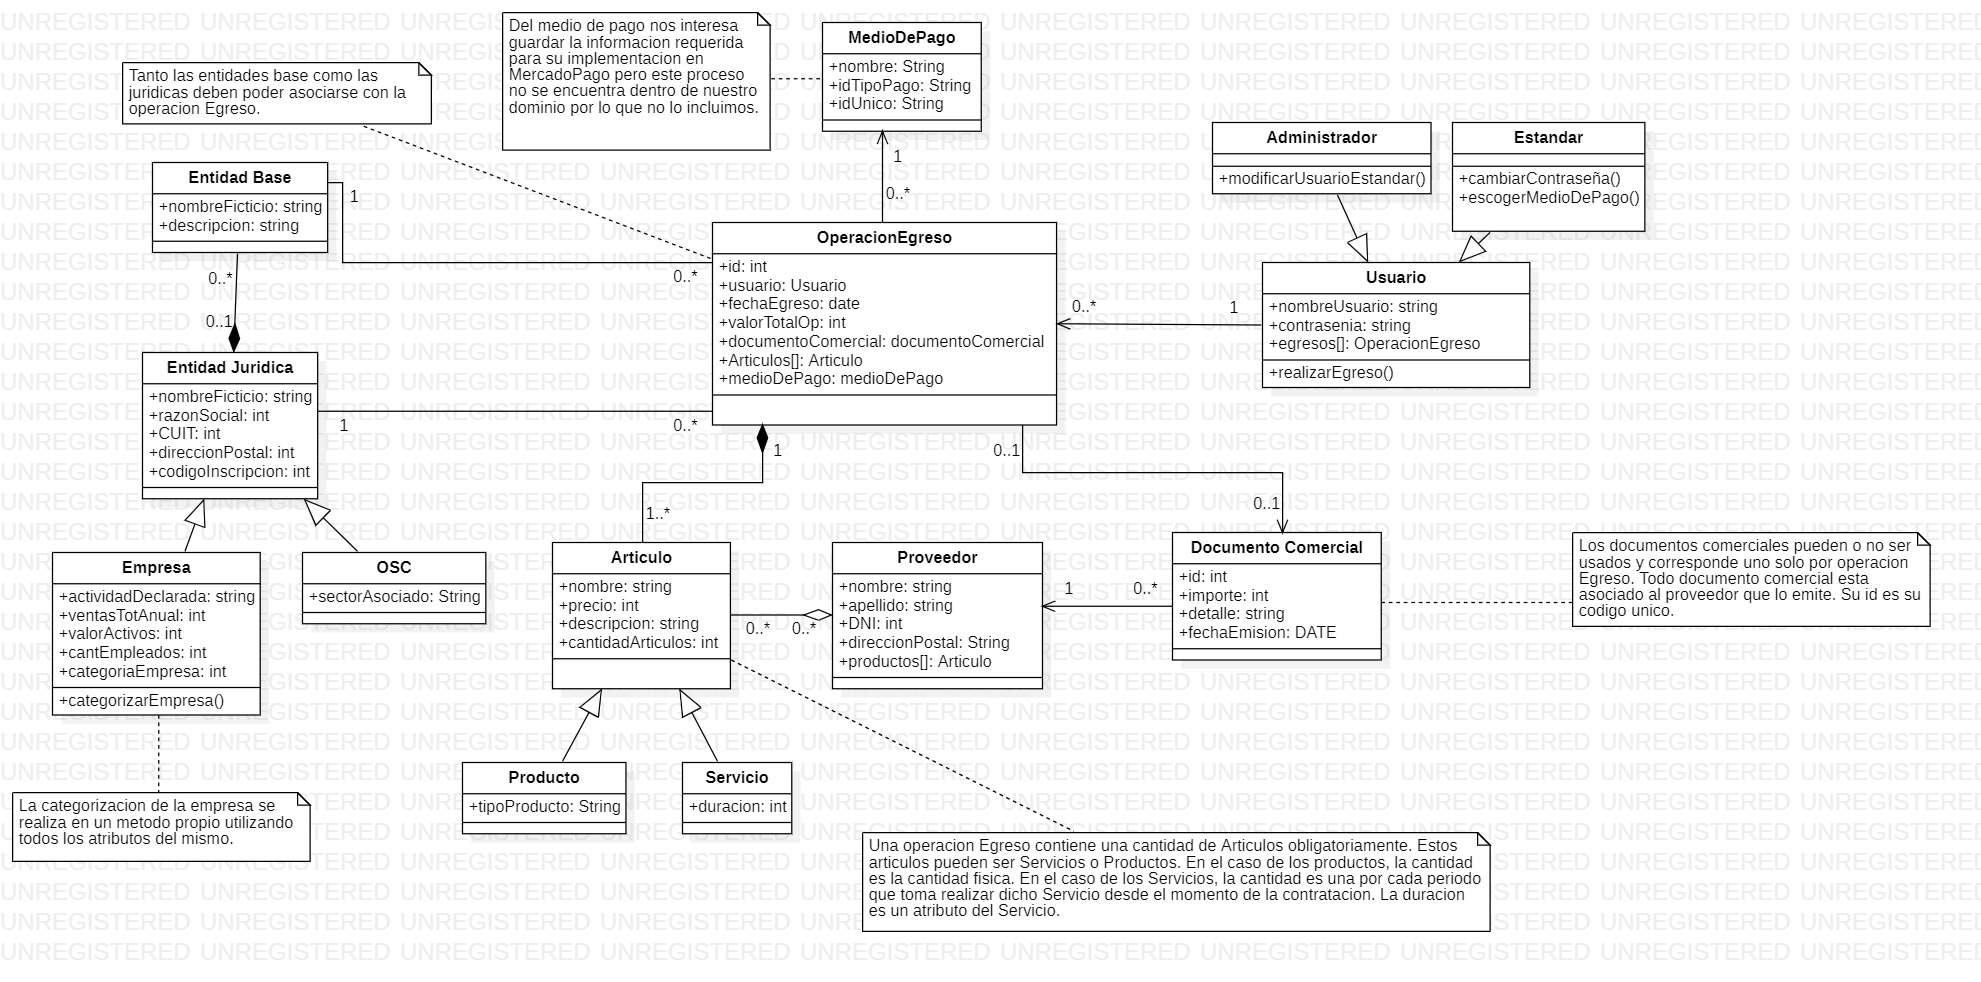 Del medio de pago nos interesa
guardar la informacion requerida
para su implementacion en
MercadoPago pero este proceso
no se encuentra dentro de nuestro
dominio por lo que no lo incluimos.
MedioDePago
+nombre: String
+idTipoPago: String
+idUnico: String
Tanto las entidades base como las
juridicas deben poder asociarse con la
operacion Egreso.
1
0..*
Administrador
+modificarUsuarioEstandar()
Estandar
+cambiarContraseña()
+escogerMedioDePago()
Entidad Base
+nombreFicticio: string
+descripcion: string
1
0..*
0..*
0..1
OperacionEgreso
+id: int
+usuario: Usuario
+fechaEgreso: date
+valorTotalOp: int
+documentoComercial: documentoComercial
+Articulos[]: Articulo
+medioDePago: medioDePago
0..*
1
Usuario
+nombreUsuario: string
+contrasenia: string
+egresos[]: OperacionEgreso
+realizarEgreso()
Entidad Juridica
+nombreFicticio: string
+razonSocial: int
+CUIT: int
+direccionPostal: int
+codigoInscripcion: int
1
0..*
1
1..*
0..1
0..1
Empresa
+actividadDeclarada: string
+ventasTotAnual: int
+valorActivos: int
+cantEmpleados: int
+categoriaEmpresa: int
+categorizarEmpresa()
OSC
+sectorAsociado: String
Articulo
+nombre: string
+precio: int
+descripcion: string
+cantidadArticulos: int
0..*
0..*
Proveedor
+nombre: string
+apellido: string
+DNI: int
+direccionPostal: String
+productos[]: Articulo
1
0..*
Documento Comercial
+id: int
+importe: int
+detalle: string
+fechaEmision: DATE
Los documentos comerciales pueden o no ser
usados y corresponde uno solo por operacion
Egreso. Todo documento comercial esta
asociado al proveedor que lo emite. Su id es su
codigo unico.
Producto
+tipoProducto: String
Servicio
+duracion: int
La categorizacion de la empresa se
realiza en un metodo propio utilizando
todos los atributos del mismo.
Una operacion Egreso contiene una cantidad de Articulos obligatoriamente. Estos
articulos pueden ser Servicios o Productos. En el caso de los productos, la cantidad
es la cantidad fisica. En el caso de los Servicios, la cantidad es una por cada periodo
que toma realizar dicho Servicio desde el momento de la contratacion. La duracion
es un atributo del Servicio.
UNREGISTERED